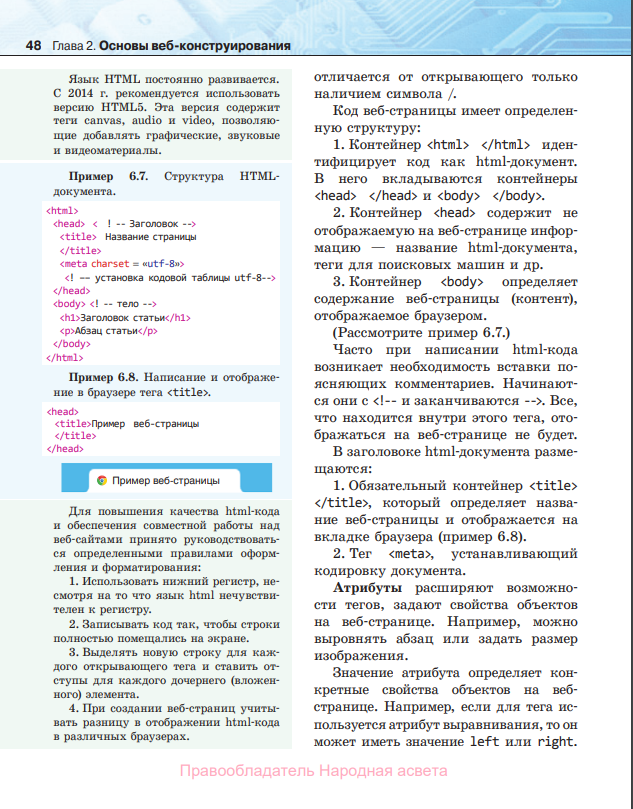 48 Глава 2. Основы веб-конструирования
Язык HTML постоянно развивается.
С 2014 г. рекомендуется использовать
версию HTML5. Эта версия содержит
теги canvas, audio и video, позволяю-
щие добавлять графические, звуковые
и видеоматериалы.
Пример 6.7. Структура HTML-
документа.
<html>
<head> < ! -- Заголовок -->
<title> Название страницы
</title>
<meta charset = «utf-8»>
<! -- установка кодовой таблицы utf-8-->
</head>
<body> <! -- тело -->
<h1>Заголовок статьи</h1>
<p>Абзац статьи</p>
</body>
</html>
Пример 6.8. Написание и отображе-
ние в браузере тега <title>.
<head>
<title>Пример веб-страницы
</title>
</head>
Пример веб-страницы
Для повышения качества html-кода
и обеспечения совместной работы над
веб-сайтами принято руководствовать-
ся определенными правилами оформ-
ления и форматирования:
1. Использовать нижний регистр, не-
смотря на то что язык html нечувстви-
телен к регистру.
2. Записывать код так, чтобы строки
полностью помещались на экране.
3. Выделять новую строку для каж-
дого открывающего тега и ставить от-
ступы для каждого дочернего (вложен-
ного) элемента.
4. При создании веб-страниц учиты-
вать разницу в отображении html-кода
в различных браузерах.
отличается от открывающего только
наличием символа /.
Код веб-страницы имеет определен-
ную структуру:
1. Контейнер <html> </html> иден-
тифицирует код как html-документ.
В него вкладываются контейнеры
<head> </head> и <body> </body>.
2. Контейнер <head> содержит не
отображаемую на веб-странице инфор-
мацию — название html-документа,
теги для поисковых машин и др.
3. Контейнер <body> определяет
содержание веб-страницы (контент),
отображаемое браузером.
(Рассмотрите пример 6.7.)
Часто при написании html-кода
возникает необходимость вставки по-
ясняющих комментариев. Начинают-
ся они с <!-- и заканчиваются -->. Все,
что находится внутри этого тега, ото-
бражаться на веб-странице не будет.
В заголовоке html-документа разме-
щаются:
1. Обязательный контейнер <title>
</title>, который определяет назва-
ние веб-страницы и отображается на
вкладке браузера (пример 6.8).
2. Тег <meta>, устанавливающий
кодировку документа.
Атрибуты расширяют возможно-
сти тегов, задают свойства объектов
на веб-странице. Например, можно
выровнять абзац или задать размер
изображения.
Значение атрибута определяет кон-
кретные свойства объектов на веб-
странице. Например, если для тега ис-
пользуется атрибут выравнивания, то он
может иметь значение left или right.
Правообладатель Народная асвета